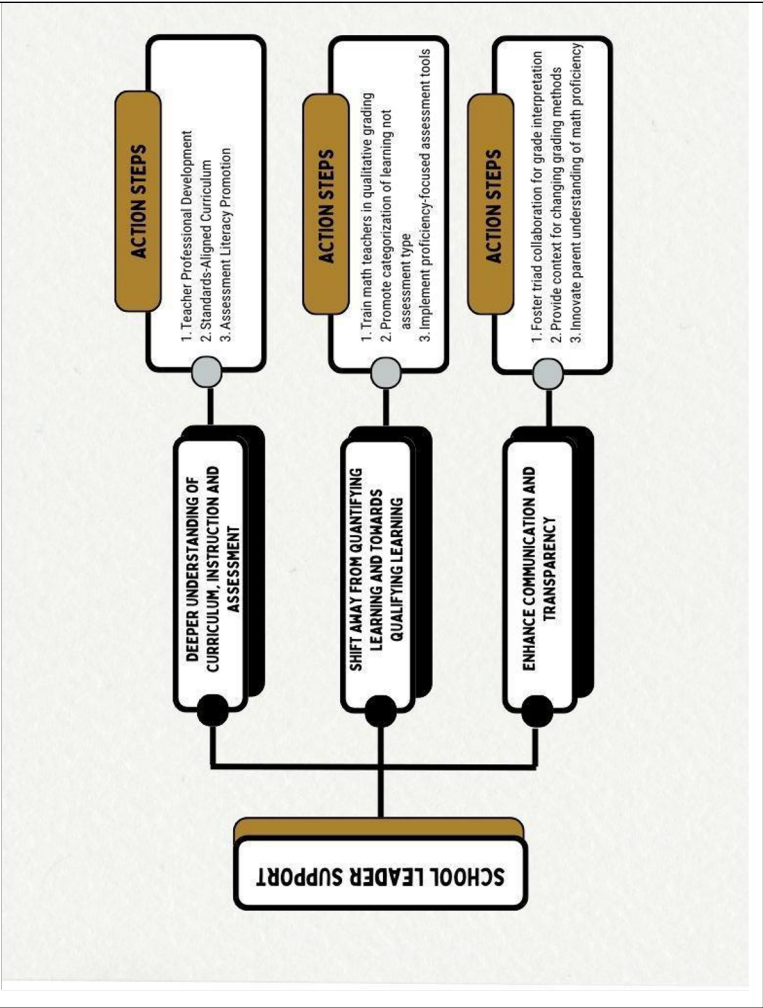 SCHOOL LEADER SUPPORT
DEEPER UNDERSTANDING OF
CURRICULUM, INSTRUCTION AND
ASSESSMENT
ACTION STEPS
1. Teacher Professional Development
2. Standards-Aligned Curriculum
3. Assessment Literacy Promotion
SHIFT AWAY FROM QUANTIFYING
LEARNING AND TOWARDS
QUALIFYING LEARNING
ACTION STEPS
1. Train math teachers in qualitative grading
2. Promote categorization of learning not
assessment type
3. Implement proficiency-focused assessment tools
ENHANCE COMMUNICATION AND
TRANSPARENCY
ACTION STEPS
1. Foster triad collaboration for grade interpretation
2. Provide context for changing grading methods
3. Innovate parent understanding of math proficiency